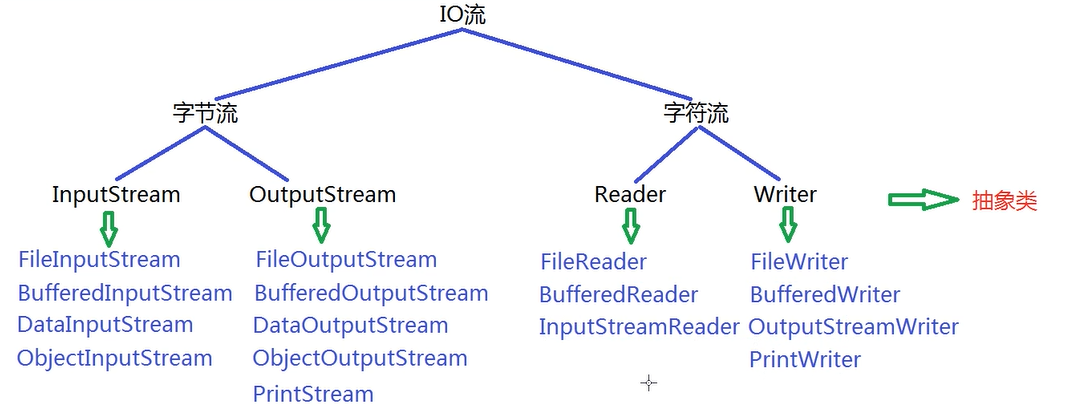 IO流
字节流
字符流
InputStream
OutputStream
Reader
Writer
抽象类
FileInputStream
BufferedInputStream
DataInputStream
ObjectInputStream
FileOutputStream
BufferedOutputStream
DataOutputStream
ObjectOutputStream
PrintStream
FileReader
BufferedReader
InputStreamReader
FileWriter
BufferedWriter
OutputStreamWriter
PrintWriter